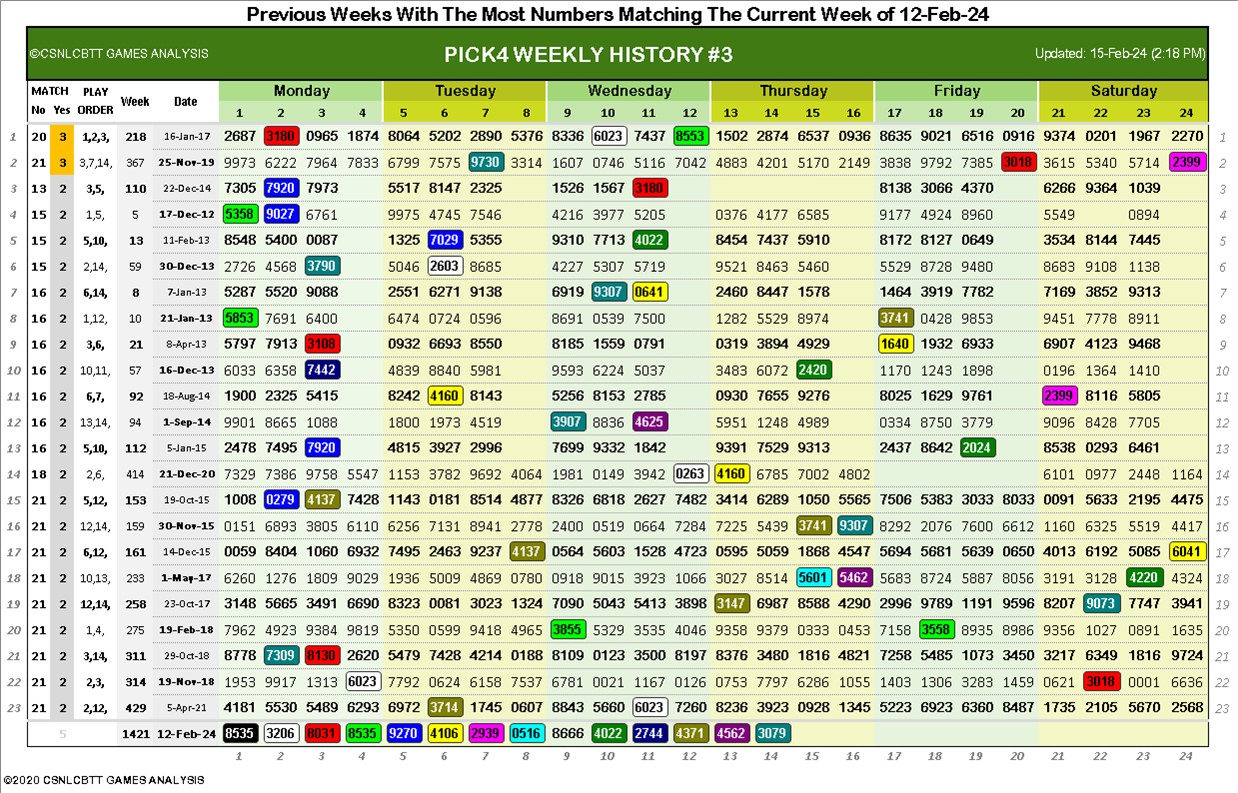 Previous Weeks With The Most Numbers Matching The Current Week of 12-Feb-24
©CSNLCBTT GAMES ANALYSIS PICK4 WEEKLY HISTORY #3 Updated: 15-Feb-24 (2:18 PM)
MATCH PLAY Week Date Monday Tuesday Wednesday Thursday Friday Saturday
No Yes ORDER 1 2 3 4 5 6 7 8 9 10 11 12 13 14 15 16 17 18 19 20 21 22 23 24
1 20 3 1,2,3, 218 16-Jan-17 2687 3180 0965 1874 8064 5202 2890 5376 8336 6023 7437 8553 1502 2874 6537 0936 8635 9021 6516 0916 9374 0201 1967 2270 1
2 21 3 3,7,14, 367 25-Nov-19 9973 6222 7964 7833 6799 7575 9730 3314 1607 0746 5116 7042 4883 4201 5170 2149 3838 9792 7385 3018 3615 5340 5714 2399 2
3 13 2 3,5, 110 22-Dec-14 7305 7920 7973 5517 8147 2325 1526 1567 3180 8138 3066 4370 6266 9364 1039 3
4 15 2 1,5, 5 17-Dec-12 5358 9027 6761 9975 4745 7546 4216 3977 5205 0376 4177 6585 9177 4924 8960 5549 0894 4
5 15 2 5,10, 13 11-Feb-13 8548 5400 0087 1325 7029 5355 9310 7713 4022 8454 7437 5910 8172 8127 0649 3534 8144 7445 5
6 15 2 2,14, 59 30-Dec-13 2726 4568 3790 5046 2603 8685 4227 5307 5719 9521 8463 5460 5529 8728 9480 8683 9108 1138 6
7 16 2 6,14, 8 7-Jan-13 5287 5520 9088 2551 6271 9138 6919 9307 0641 2460 8447 1578 1464 3919 7782 7169 3852 9313 7
8 16 2 1,12, 10 21-Jan-13 5853 7691 6400 6474 0724 0596 8691 0539 7500 1282 5529 8974 3741 0428 9853 9451 7778 8911 8
9 16 2 3,6, 21 8-Apr-13 5797 7913 3108 0932 6693 8550 8185 1559 0791 0319 3894 4929 1640 1932 6933 6907 4123 9468 9
10 16 2 10,11, 57 16-Dec-13 6033 6358 7442 4839 8840 5981 9593 6224 5037 3483 6072 2420 1170 1243 1898 0196 1364 1410 10
11 16 2 6,7, 92 18-Aug-14 1900 2325 5415 8242 4160 8143 5256 8153 2785 0930 7655 9276 8025 1629 9761 2399 8116 5805 11
12 16 2 13,14, 94 1-Sep-14 9901 8665 1088 1800 1973 4519 3907 8836 4625 5951 1248 4989 0334 8750 3779 9096 8428 7705 12
13 16 2 5,10, 112 5-Jan-15 2478 7495 7920 4815 3927 2996 7699 9332 1842 9391 7529 9313 2437 8642 2024 8538 0293 6461 13
14 18 2 2,6, 414 21-Dec-20 7329 7386 9758 5547 1153 3782 9692 4064 1981 0149 3942 0263 4160 6785 7002 4802 6101 0977 2448 1164 14
15 21 2 5,12, 153 19-Oct-15 1008 0279 4137 7428 1143 0181 8514 4877 8326 6818 2627 7482 3414 6289 1050 5565 7506 5383 3033 8033 0091 5633 2195 4475 15
16 21 2 12,14, 159 30-Nov-15 0151 6893 3805 6110 6256 7131 8941 2778 2400 0519 0664 7284 7225 5439 3741 9307 8292 2076 7600 6612 1160 6325 5519 4417 16
17 21 2 6,12, 161 14-Dec-15 0059 8404 1060 6932 7495 2463 9237 4137 0564 5603 1528 4723 0595 5059 1868 4547 5694 5681 5639 0650 4013 6192 5085 6041 17
18 21 2 10,13, 233 1-May-17 6260 1276 1809 9029 1936 5009 4869 0780 0918 9015 3923 1066 3027 8514 5601 5462 5683 8724 5887 8056 3191 3128 4220 4324 18
19 21 2 12,14, 258 23-Oct-17 3148 5665 3491 6690 8323 0081 3023 1324 7090 5043 5413 3898 3147 6987 8588 4290 2996 9789 1191 9596 8207 9073 7747 3941 19
20 21 2 1,4, 275 19-Feb-18 7962 4923 9384 9819 5350 0599 9418 4965 3855 5329 3535 4046 9358 9379 0333 0453 7158 3558 8935 8986 9356 1027 0891 1635 20
21 21 2 3,14, 311 29-Oct-18 8778 7309 8130 2620 5479 7428 4214 0188 8109 0123 3500 8197 8376 3480 1816 4821 7258 5485 1073 3450 3217 6349 1816 9724 21
22 21 2 2,3, 314 19-Nov-18 1953 9917 1313 6023 7792 0624 6158 7537 6781 0021 1167 0126 0753 7797 6286 1055 1403 1306 3283 1459 0621 3018 0001 6636 22
23 21 2 2,12, 429 5-Apr-21 4181 5530 5489 6293 6972 3714 1745 0607 8843 5660 6023 7260 8236 8487 0928 1345 5223 6923 6360 8487 1735 2105 5670 2568 23
5 1421 12-Feb-24 8535 3206 8031 8535 9270 4106 2939 0516 8666 4022 2744 4371 4562 3079
1 2 3 4 5 6 7 8 9 10 11 12 13 14 15 16 17 18 19 20 21 22 23 24
©2020 CSNLCBTT GAMES ANALYSIS